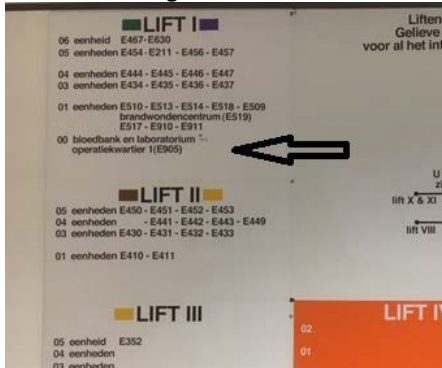 LIFT I
06 eenheid E467-E630
05 eenheden E454-E211 - E456 - E457
04 eenheden E444 - E445 - E446 - E447
03 eenheden E434 - E435 - E436 - E437
01 eenheden E510 - E513 - E514 - E518 - E509
brandwondencentrum (E519)
E517 - E910 - E911
00 bloedbank en laboratorium
operatiekwartier 1(E905)
LIFT II
05 eenheden E450 - E451 - E452 - E453
04 eenheden - E441 - E442 - E443 - E449
03 eenheden E430 - E431 - E432 - E433
01 eenheden E410 - E411
LIFT III
05 eenheid E352
04 eenheden
03 eenheden
Liften
Gelieve
voor al het int
U
zi
lift X & XI
lift VIII
LIFT IV
02
01